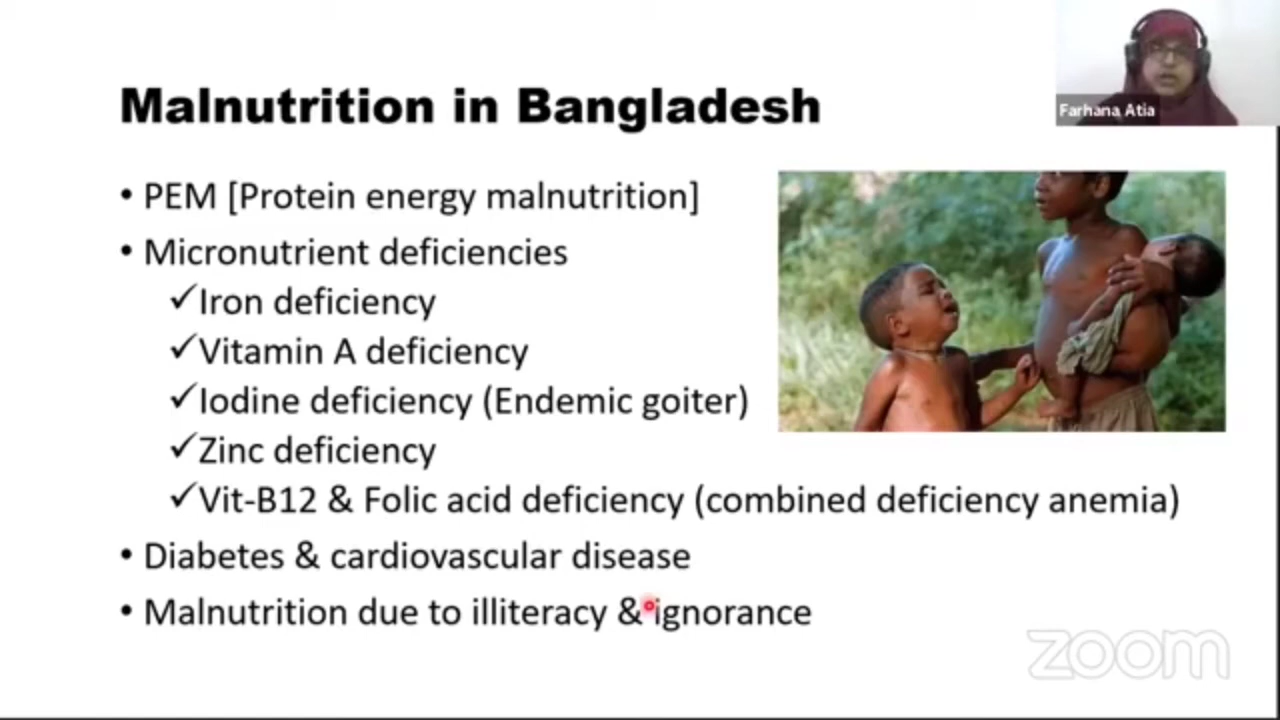 Malnutrition in Bangladesh
Farhana Atia
• PEM [Protein energy malnutrition]
• Micronutrient deficiencies
✓Iron deficiency
✓Vitamin A deficiency
✓Iodine deficiency (Endemic goiter)
✓Zinc deficiency
✓Vit-B12 & Folic acid deficiency (combined deficiency anemia)
• Diabetes & cardiovascular disease
• Malnutrition due to illiteracy & ignorance
zoom